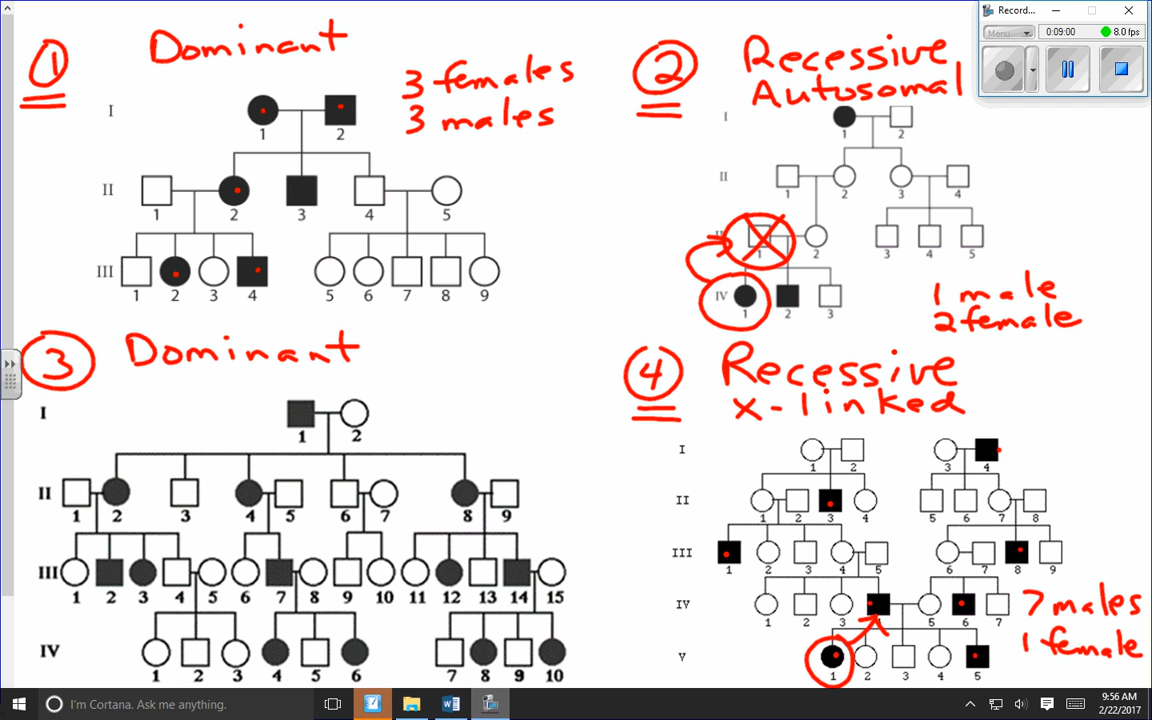 Record...
Menu
0:09:00
8.0 fps
1
Dominant
3 females
3 males
I
1 2
II
1 2 3 4 5
III
1 2 3 4 5 6 7 8 9
2
Recessive
Autosomal
I
1 2
II
1 2 3 4
1 2 3 4 5
IV
1 2 3
1 male
2 female
3
Dominant
I
1 2
II
1 2 3 4 5 6 7 8 9
III
1 2 3 4 5 6 7 8 9 10 11 12 13 14 15
IV
1 2 3 4 5 6 7 8 9 10
4
Recessive
x-linked
I
1 2 3 4
II
1 2 3 4 5 6 7 8
III
1 2 3 4 5 6 7 8 9
IV
1 2 3 5 6 7
V
1 2 3 4 5
7 males
1 female
I'm Cortana. Ask me anything.
9:56 AM
2/22/2017